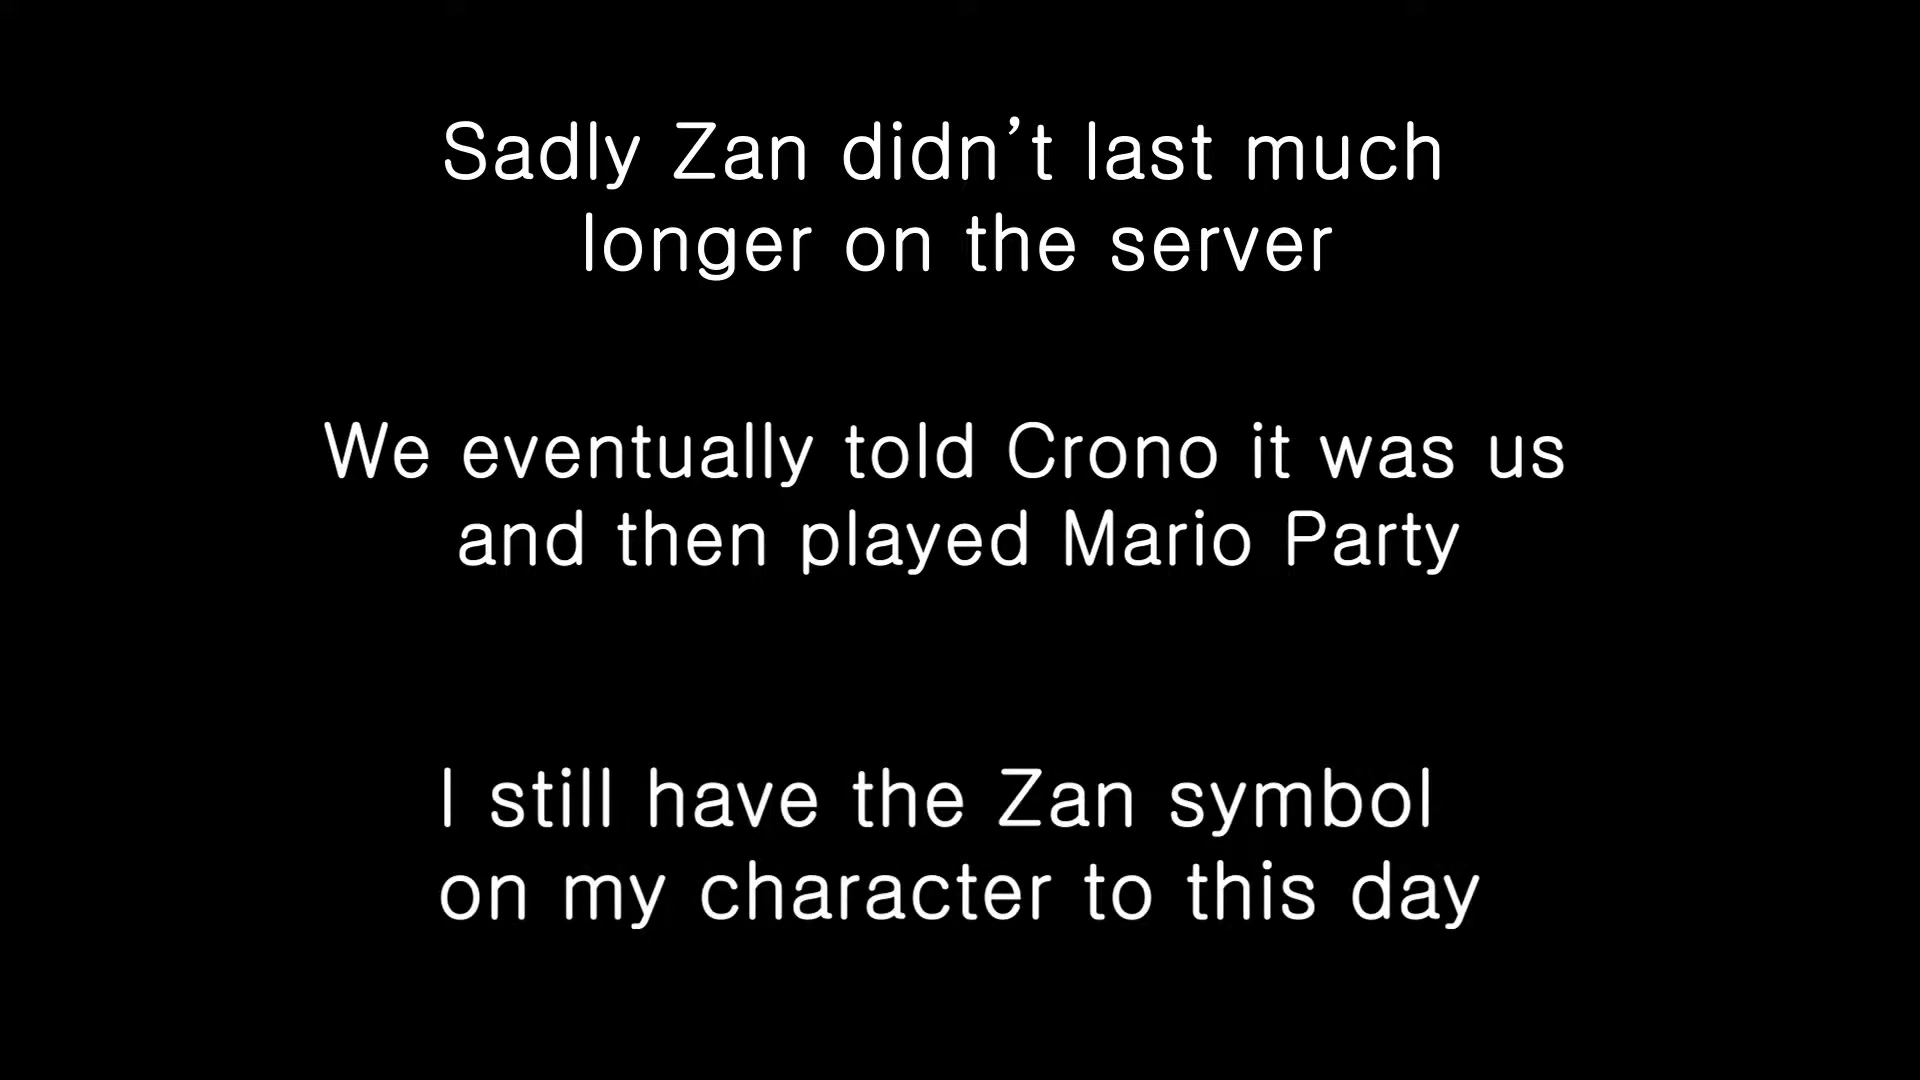 Sadly Zan didn’t last much
longer on the server
We eventually told Crono it was us
and then played Mario Party
I still have the Zan symbol
on my character to this day